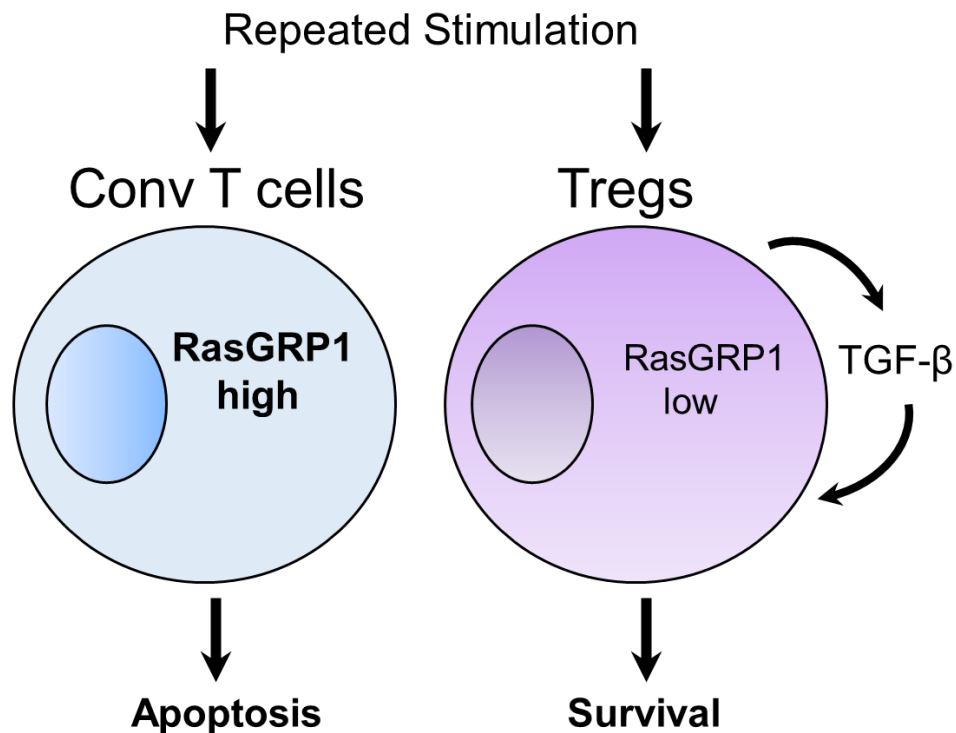 Repeated Stimulation
Conv T cells
Tregs
RasGRP1
high
RasGRP1
low
TGF-β
Apoptosis
Survival